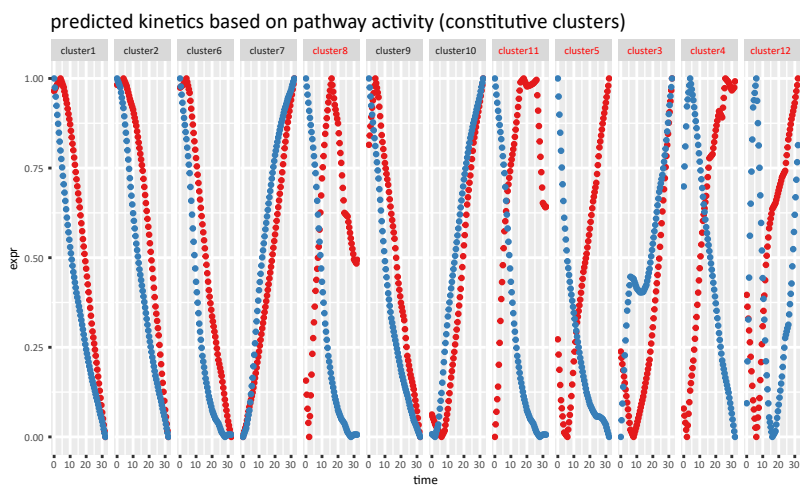 predicted kinetics based on pathway activity (constitutive clusters)
cluster1 cluster2 cluster6 cluster7 cluster8 cluster9 cluster10 cluster11 cluster5 cluster3 cluster4 cluster12
1.00
0.75
0.50
0.25
0.00
expr
0 10 20 30 0 10 20 30 0 10 20 30 0 10 20 30 0 10 20 30 0 10 20 30 0 10 20 30 0 10 20 30 0 10 20 30 0 10 20 30 0 10 20 30 0 10 20 30
time